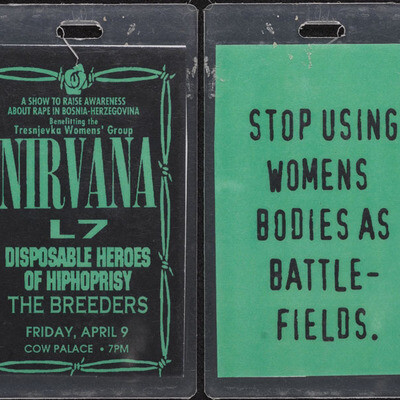 A SHOW TO RAISE AWARENESS
ABOUT RAPE IN BOSNIA-HERZEGOVINA
Benefitting the
Tresnjevka Womens' Group
NIRVANA
L7
DISPOSABLE HEROES
OF HIPHOPRISY
THE BREEDERS
FRIDAY, APRIL 9
COW PALACE • 7PM
STOP USING
WOMENS
BODIES AS
BATTLE-
FIELDS.